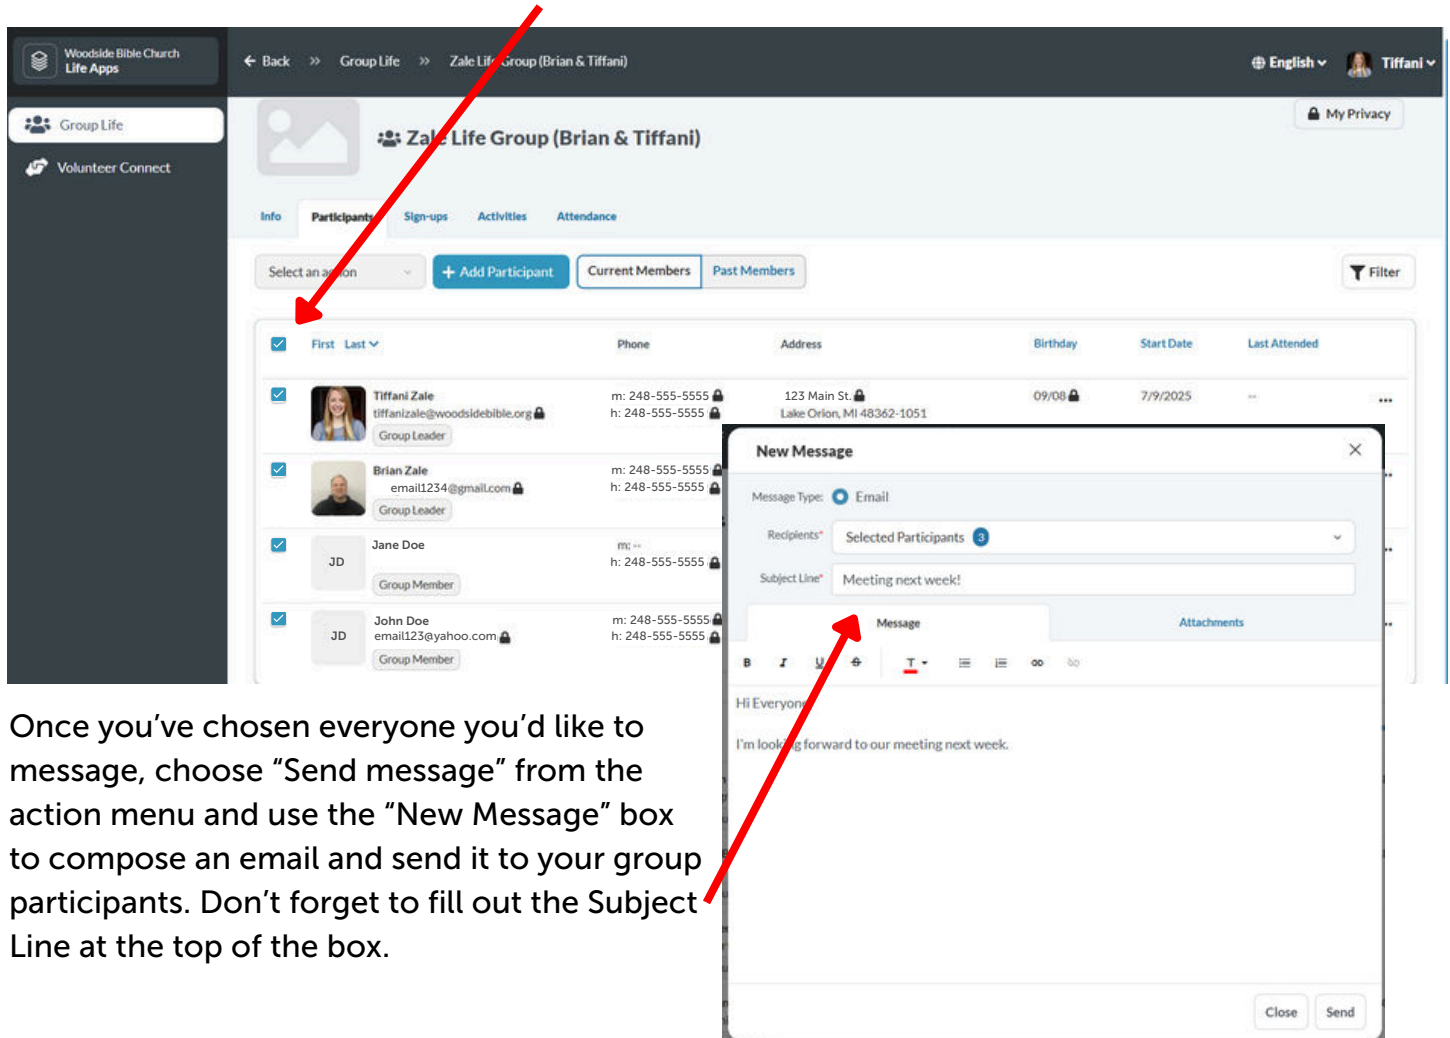 Woodside Bible Church
Life Apps
Back » Group Life » Zale Life Group (Brian & Tiffani)
English
Tiffani
Group Life
Volunteer Connect
My Privacy
Zale Life Group (Brian & Tiffani)
Info Participants Sign-ups Activities Attendance
Select an action
+ Add Participant
Current Members Past Members
Filter
First Last Phone Address Birthday Start Date Last Attended
Tiffani Zale m: 248-555-5555 123 Main St. 09/08 7/9/2025 -- ...
tiffanizale@woodsidebible.org h: 248-555-5555 Lake Orion, MI 48362-1051
Group Leader
Brian Zale m: 248-555-5555
email1234@gmail.com h: 248-555-5555
Group Leader
JD
Jane Doe m: --
h: 248-555-5555
Group Member
JD
John Doe m: 248-555-5555
email123@yahoo.com h: 248-555-5555
Group Member
New Message
Message Type: Email
Recipients* Selected Participants 3
Subject Line* Meeting next week!
Message Attachments
B I U S T
Hi Everyone
I'm looking forward to our meeting next week.
Close Send
Once you've chosen everyone you'd like to
message, choose “Send message” from the
action menu and use the “New Message” box
to compose an email and send it to your group
participants. Don't forget to fill out the Subject
Line at the top of the box.